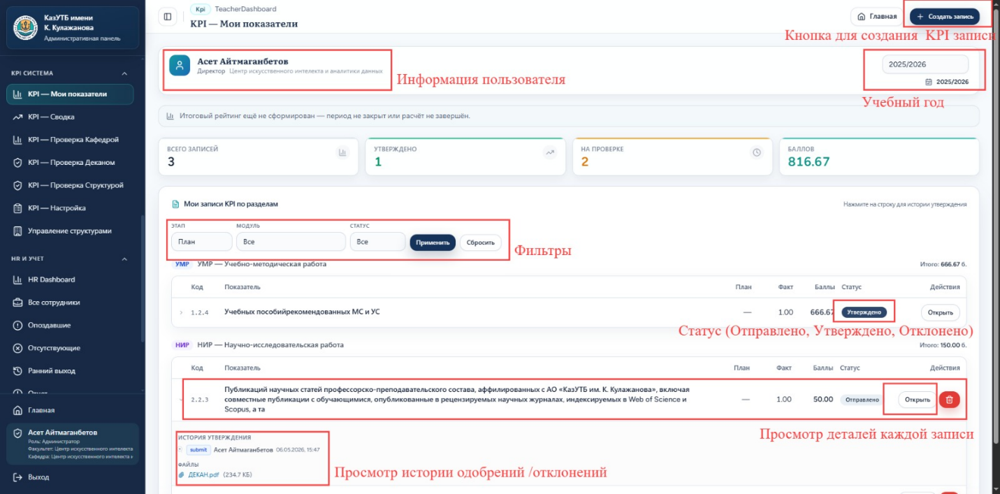 КазУТБ имени
К. Кулажанова
Административная панель
KPI СИСТЕМА
KPI — Мои показатели
KPI — Сводка
KPI — Проверка Кафедрой
KPI — Проверка Деканом
KPI — Проверка Структурой
KPI — Настройка
Управление структурами
HR И УЧЕТ
HR Dashboard
Все сотрудники
Опоздавшие
Отсутствующие
Ранний выход
Главная
Асет Айтмаганбетов
Роль: Администратор
Факультет: Центр искусственного интелекта
Кафедра: Центр искусственного интелекта и
Выход
Kpi TeacherDashboard
KPI — Мои показатели
Главная
+ Создать запись
Кнопка для создания KPI записи
Асет Айтмаганбетов
Директор Центр искусственного интелекта и аналитики данных
Информация пользователя
2025/2026
2025/2026
Учебный год
Итоговый рейтинг ещё не сформирован — период не закрыт или расчёт не завершён.
ВСЕГО ЗАПИСЕЙ
3
УТВЕРЖДЕНО
1
НА ПРОВЕРКЕ
2
БАЛЛОВ
816.67
Мои записи KPI по разделам
Нажмите на строку для истории утверждения
ЭТАП МОДУЛЬ СТАТУС
План Все Все Применить Сбросить
Фильтры
УМР УМР — Учебно-методическая работа Итого: 666.67 б.
Код Показатель План Факт Баллы Статус Действия
1.2.4 Учебных пособийрекомендованных МС и УС — 1.00 666.67 Утверждено Открыть
Статус (Отправлено, Утверждено, Отклонено)
НИР НИР — Научно-исследовательская работа Итого: 150.00 б.
Код Показатель План Факт Баллы Статус Действия
Публикаций научных статей профессорско-преподавательского состава, аффилированных с АО «КазУТБ им. К. Кулажанова», включая
2.2.3 совместные публикации с обучающимися, опубликованные в рецензируемых научных журналах, индексируемых в Web of Science и — 1.00 50.00 Отправлено Открыть
Scopus, а та
Просмотр деталей каждой записи
ИСТОРИЯ УТВЕРЖДЕНИЯ
submit Асет Айтмаганбетов 06.05.2026, 15:47
ФАЙЛЫ
ДЕКАН.pdf (234.7 КБ)
Просмотр истории одобрений /отклонений